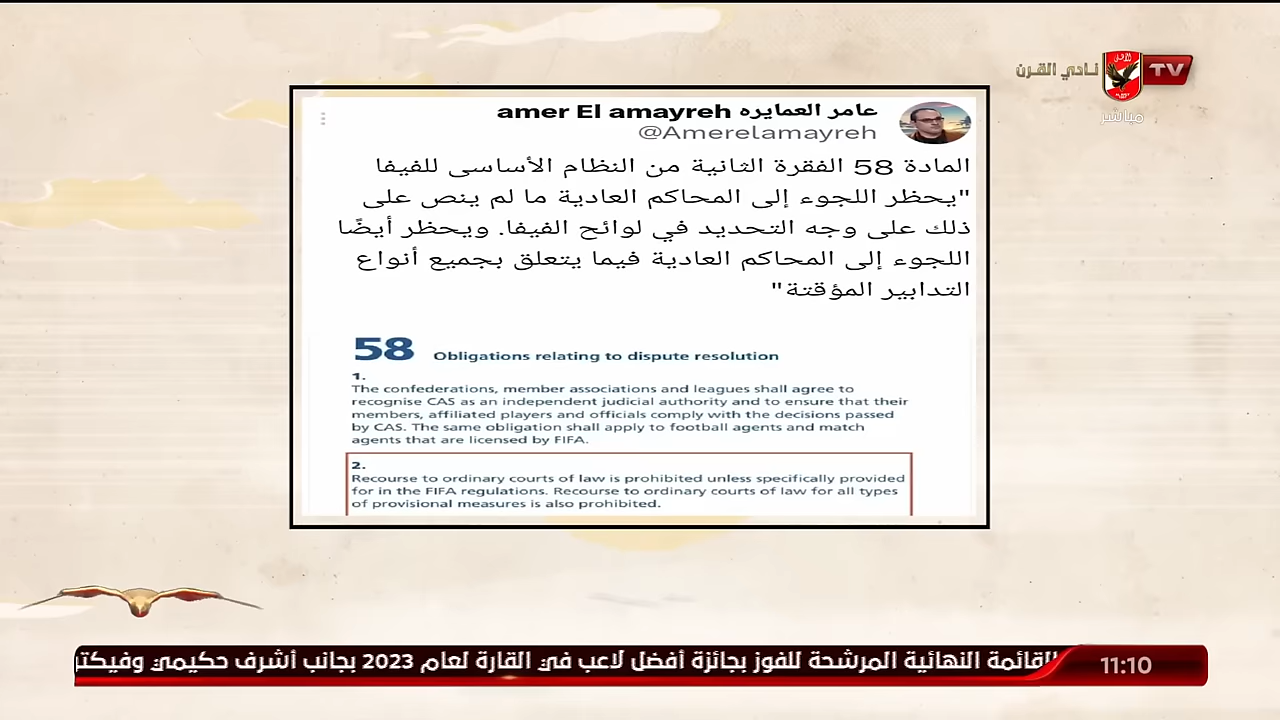 نادي القرن
TV
مباشر
عامر العمايره amer El amayreh
@Amerelamayreh
المادة 58 الفقرة الثانية من النظام الأساسى للفيفا
"يحظر اللجوء إلى المحاكم العادية ما لم ينص على
ذلك على وجه التحديد في لوائح الفيفا. ويحظر أيضًا
اللجوء إلى المحاكم العادية فيما يتعلق بجميع أنواع
التدابير المؤقتة"
58 Obligations relating to dispute resolution
1.
The confederations, member associations and leagues shall agree to
recognise CAS as an independent judicial authority and to ensure that their
members, affiliated players and officials comply with the decisions passed
by CAS. The same obligation shall apply to football agents and match
agents that are licensed by FIFA.
2.
Recourse to ordinary courts of law is prohibited unless specifically provided
for in the FIFA regulations. Recourse to ordinary courts of law for all types
of provisional measures is also prohibited.
القائمة النهائية المرشحة للفوز بجائزة أفضل لاعب في القارة لعام 2023 بجانب أشرف حكيمي
11:10